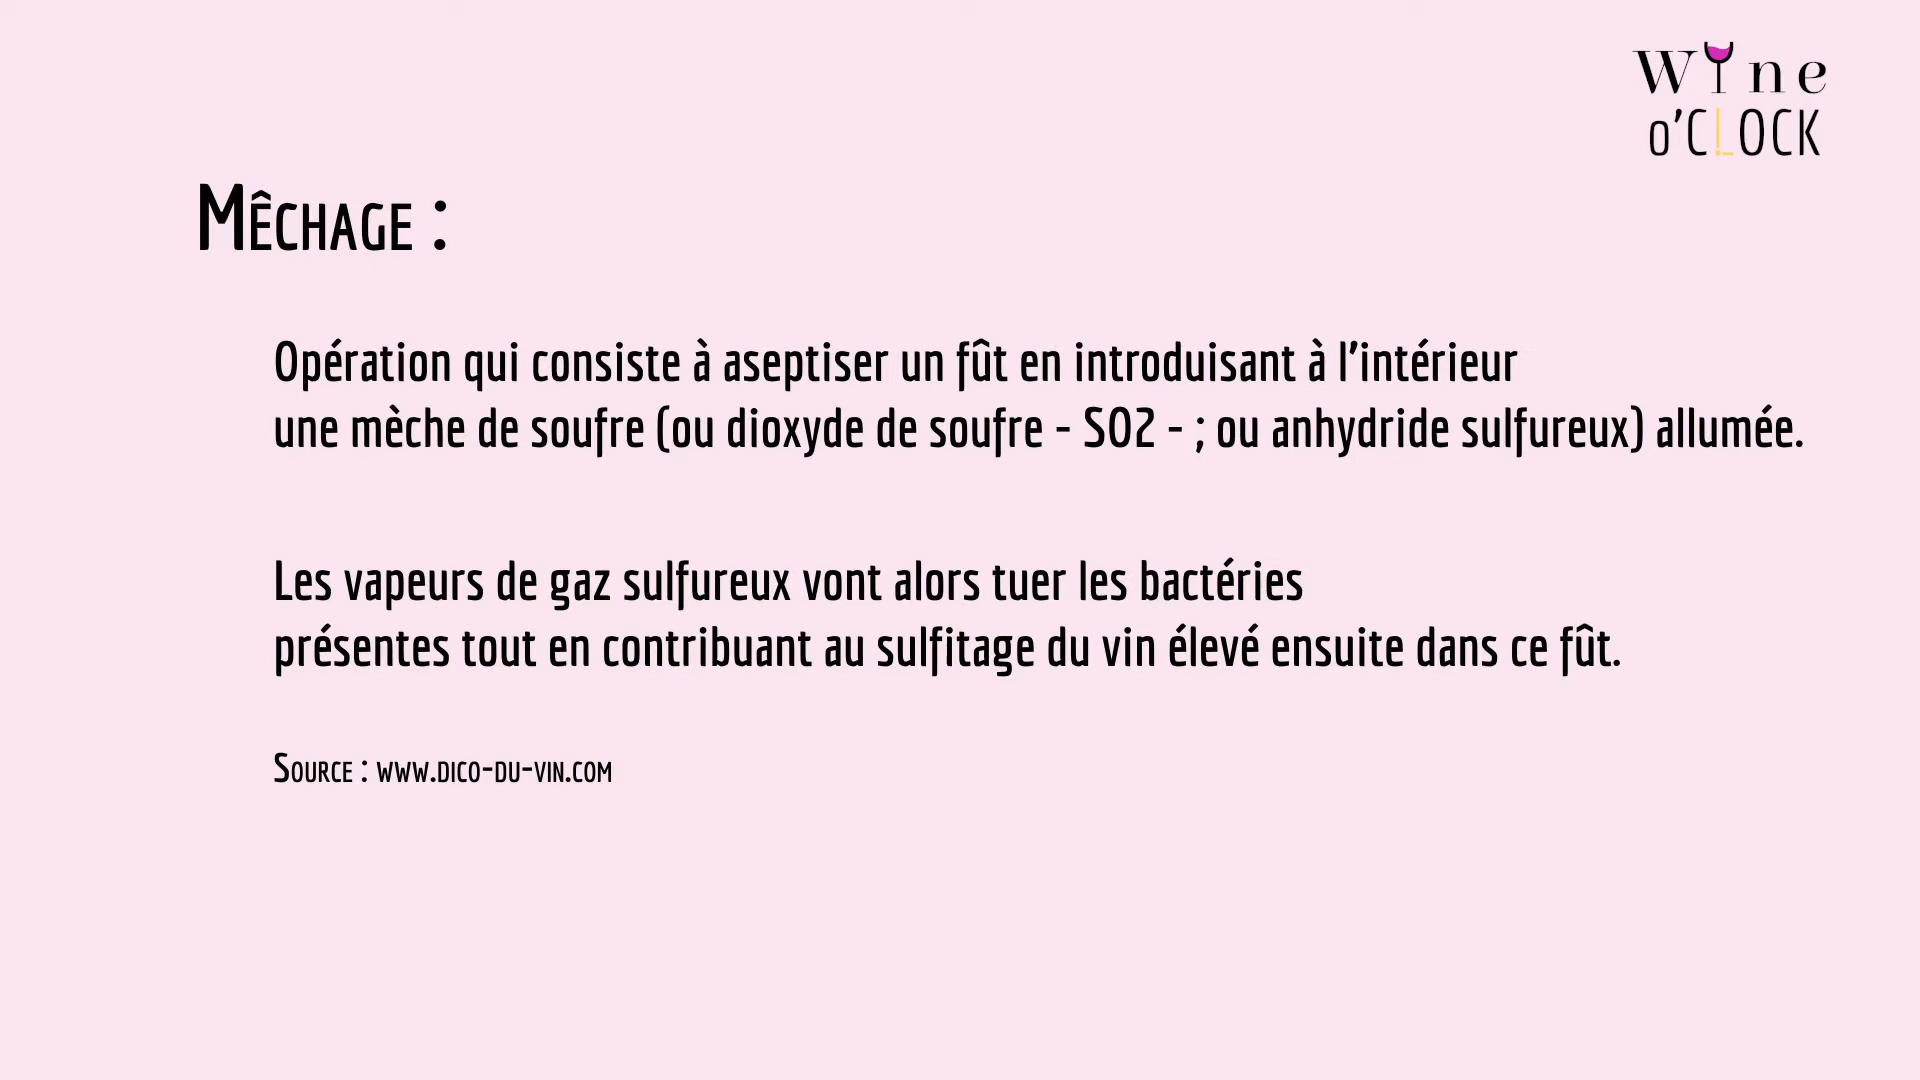 Wine
o'CLOCK
Mêchage :
Opération qui consiste à aseptiser un fût en introduisant à l'intérieur
une mèche de soufre (ou dioxyde de soufre - SO2 - ; ou anhydride sulfureux) allumée.
Les vapeurs de gaz sulfureux vont alors tuer les bactéries
présentes tout en contribuant au sulfitage du vin élevé ensuite dans ce fût.
Source : www.dico-du-vin.com